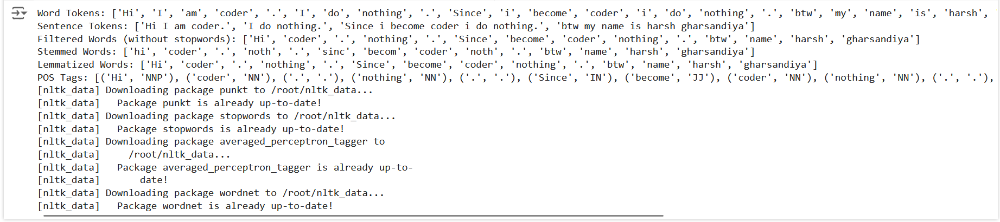 Word Tokens: ['Hi', 'I', 'am', 'coder', '.', 'I', 'do', 'nothing', '.', 'Since', 'i', 'become', 'coder', 'i', 'do', 'nothing', '.', 'btw', 'my', 'name', 'is', 'harsh',
Sentence Tokens: ['Hi I am coder.', 'I do nothing.', 'Since i become coder i do nothing.', 'btw my name is harsh gharsandiya']
Filtered Words (without stopwords): ['Hi', 'coder', '.', 'nothing', '.', 'Since', 'become', 'coder', 'nothing', '.', 'btw', 'name', 'harsh', 'gharsandiya']
Stemmed Words: ['hi', 'coder', '.', 'noth', '.', 'sinc', 'becom', 'coder', 'noth', '.', 'btw', 'name', 'harsh', 'gharsandiya']
Lemmatized Words: ['Hi', 'coder', '.', 'nothing', '.', 'Since', 'become', 'coder', 'nothing', '.', 'btw', 'name', 'harsh', 'gharsandiya']
POS Tags: [('Hi', 'NNP'), ('coder', 'NN'), ('.', '.'), ('nothing', 'NN'), ('.', '.'), ('Since', 'IN'), ('become', 'JJ'), ('coder', 'NN'), ('nothing', 'NN'), ('.', '.'),
[nltk_data] Downloading package punkt to /root/nltk_data...
[nltk_data]   Package punkt is already up-to-date!
[nltk_data] Downloading package stopwords to /root/nltk_data...
[nltk_data]   Package stopwords is already up-to-date!
[nltk_data] Downloading package averaged_perceptron_tagger to
[nltk_data]     /root/nltk_data...
[nltk_data]   Package averaged_perceptron_tagger is already up-to-
[nltk_data]       date!
[nltk_data] Downloading package wordnet to /root/nltk_data...
[nltk_data]   Package wordnet is already up-to-date!